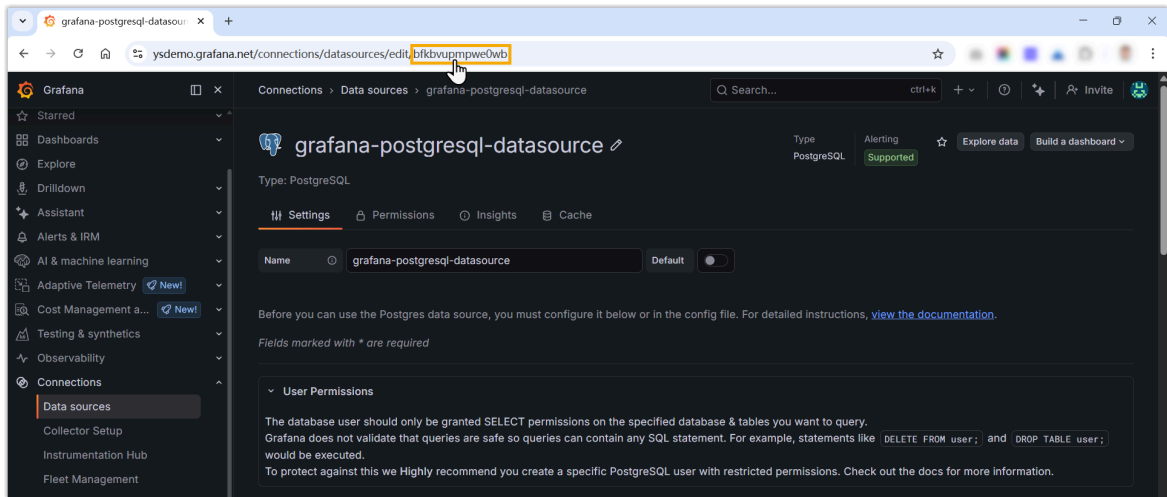 grafana-postgresql-datasour
ysdemo.grafana.net/connections/datasources/edit/bfkbvupmpwe0wb
Grafana
Connections › Data sources › grafana-postgresql-datasource
Search...
ctrl+k
Invite
Starred
Dashboards
Explore
Drilldown
Assistant
Alerts & IRM
AI & machine learning
Adaptive Telemetry New!
Cost Management a... New!
Testing & synthetics
Observability
Connections
Data sources
Collector Setup
Instrumentation Hub
Fleet Management
grafana-postgresql-datasource
Type
PostgreSQL
Alerting
Supported
Explore data
Build a dashboard
Type: PostgreSQL
Settings
Permissions
Insights
Cache
Name
grafana-postgresql-datasource
Default
Before you can use the Postgres data source, you must configure it below or in the config file. For detailed instructions, view the documentation.
Fields marked with * are required
User Permissions
The database user should only be granted SELECT permissions on the specified database & tables you want to query.
Grafana does not validate that queries are safe so queries can contain any SQL statement. For example, statements like DELETE FROM user; and DROP TABLE user;
would be executed.
To protect against this we Highly recommend you create a specific PostgreSQL user with restricted permissions. Check out the docs for more information.